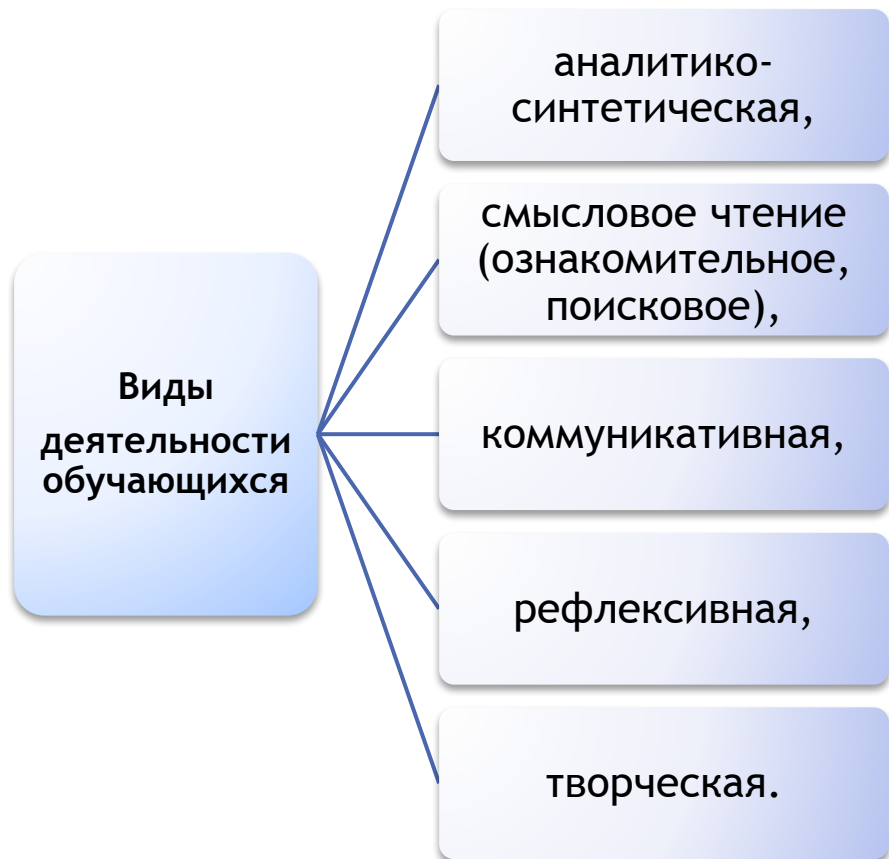 Виды
деятельности
обучающихся
аналитико-
синтетическая,
смысловое чтение
(ознакомительное,
поисковое),
коммуникативная,
рефлексивная,
творческая.